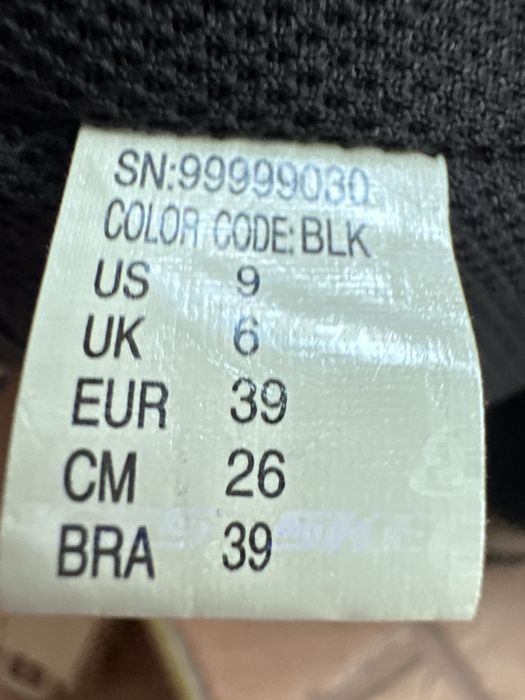 SN:99999030
COLOR CODE: BLK
US 9
UK 6
EUR 39
CM 26
BRA 39